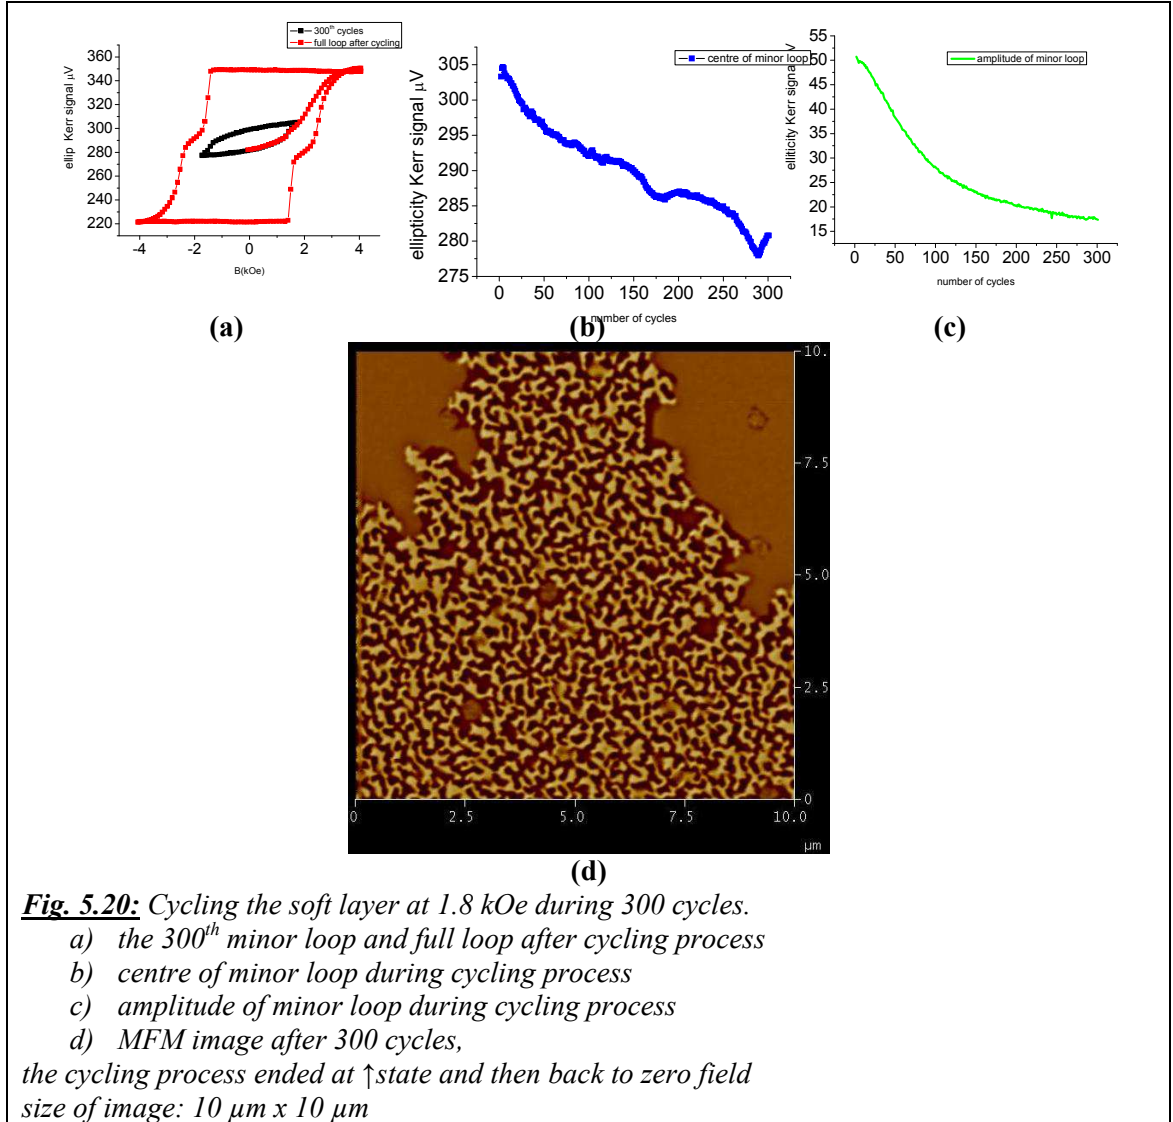 300th cycles
full loop after cycling
ellip Kerr signal μV
360
340
320
300
280
260
240
220
-4
-2
0
2
4
B(kOe)
(a)
centre of minor loop
ellipticity Kerr signal μV
305
300
295
290
285
280
275
0
50
100
150
200
250
300
number of cycles
(b)
amplitude of minor loop
elliticity Kerr signal μV
55
50
45
40
35
30
25
20
15
0
50
100
150
200
250
300
number of cycles
(c)
10.
7.5
5.0
2.5
0
0
2.5
5.0
7.5
10.0
μm
(d)
Fig. 5.20: Cycling the soft layer at 1.8 kOe during 300 cycles.
a) the 300th minor loop and full loop after cycling process
b) centre of minor loop during cycling process
c) amplitude of minor loop during cycling process
d) MFM image after 300 cycles,
the cycling process ended at ↑state and then back to zero field
size of image: 10 μm x 10 μm